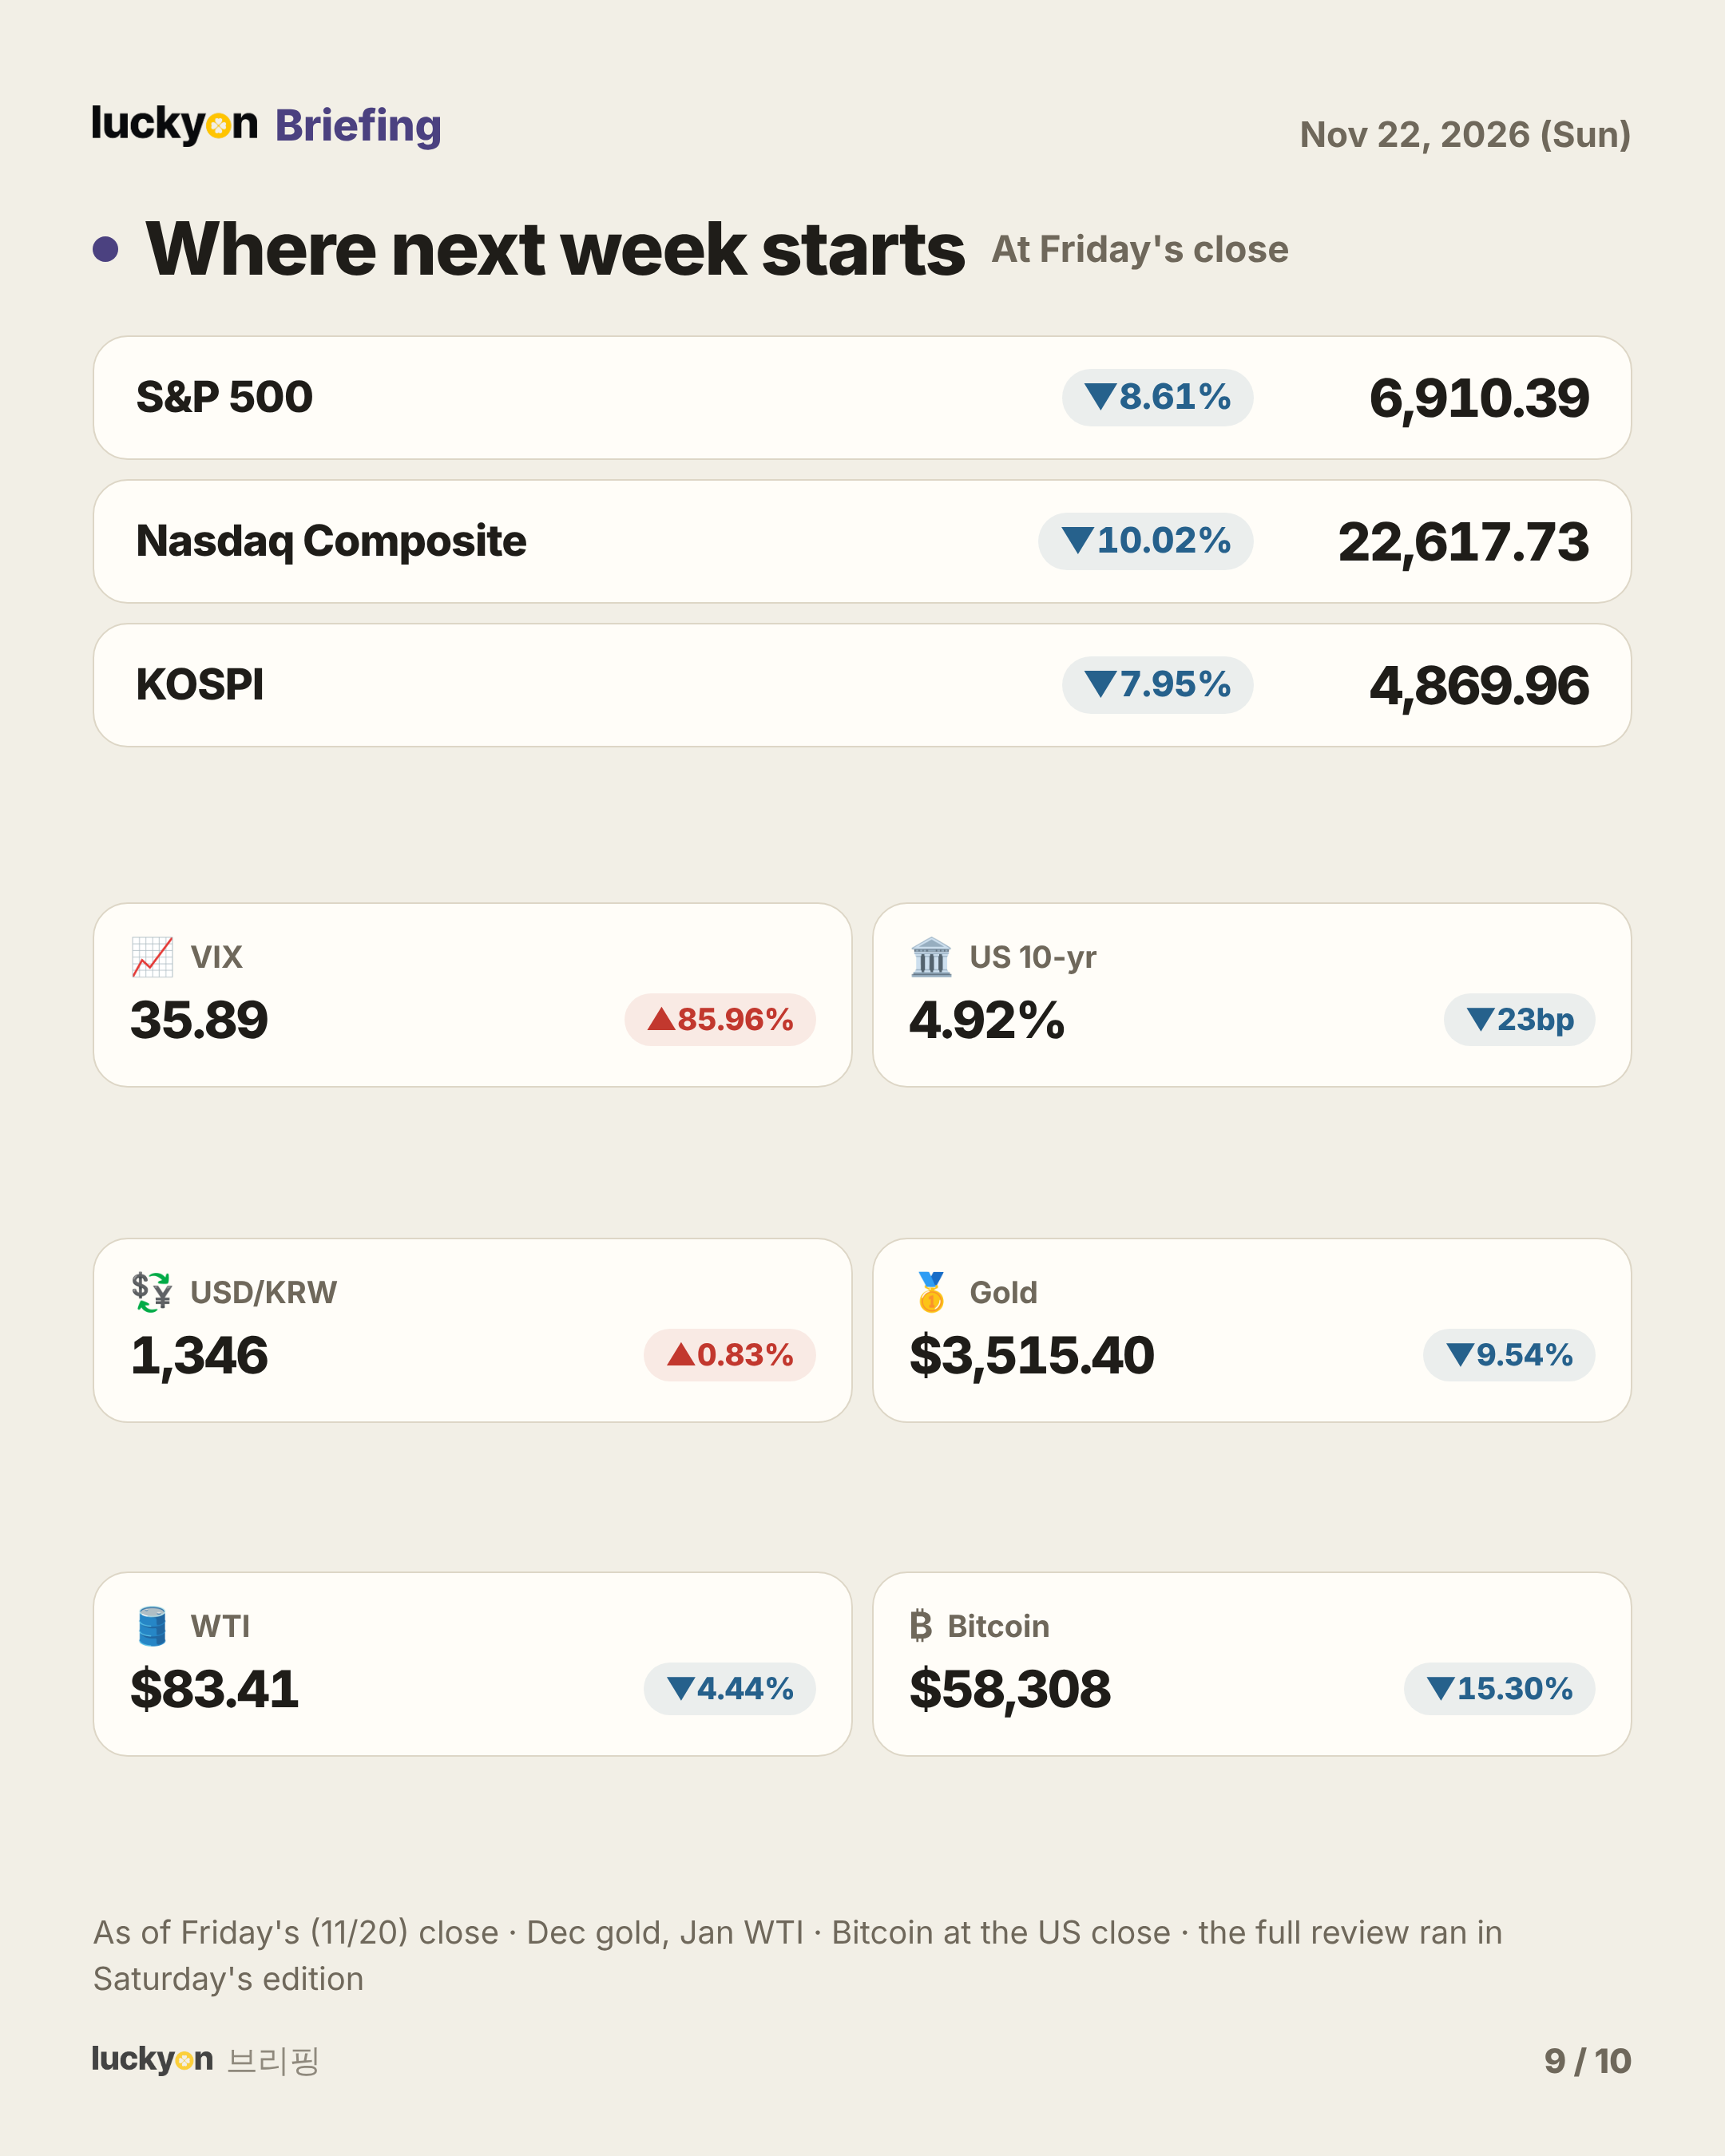 luckyon Briefing
Nov 22, 2026 (Sun)
Where next week starts At Friday's close
S&P 500 ▼8.61% 6,910.39
Nasdaq Composite ▼10.02% 22,617.73
KOSPI ▼7.95% 4,869.96
VIX
35.89 ▲85.96%
US 10-yr
4.92% ▼23bp
USD/KRW
1,346 ▲0.83%
Gold
$3,515.40 ▼9.54%
WTI
$83.41 ▼4.44%
₿ Bitcoin
$58,308 ▼15.30%
As of Friday's (11/20) close · Dec gold, Jan WTI · Bitcoin at the US close · the full review ran in
Saturday's edition
luckyon 브리핑
9 / 10